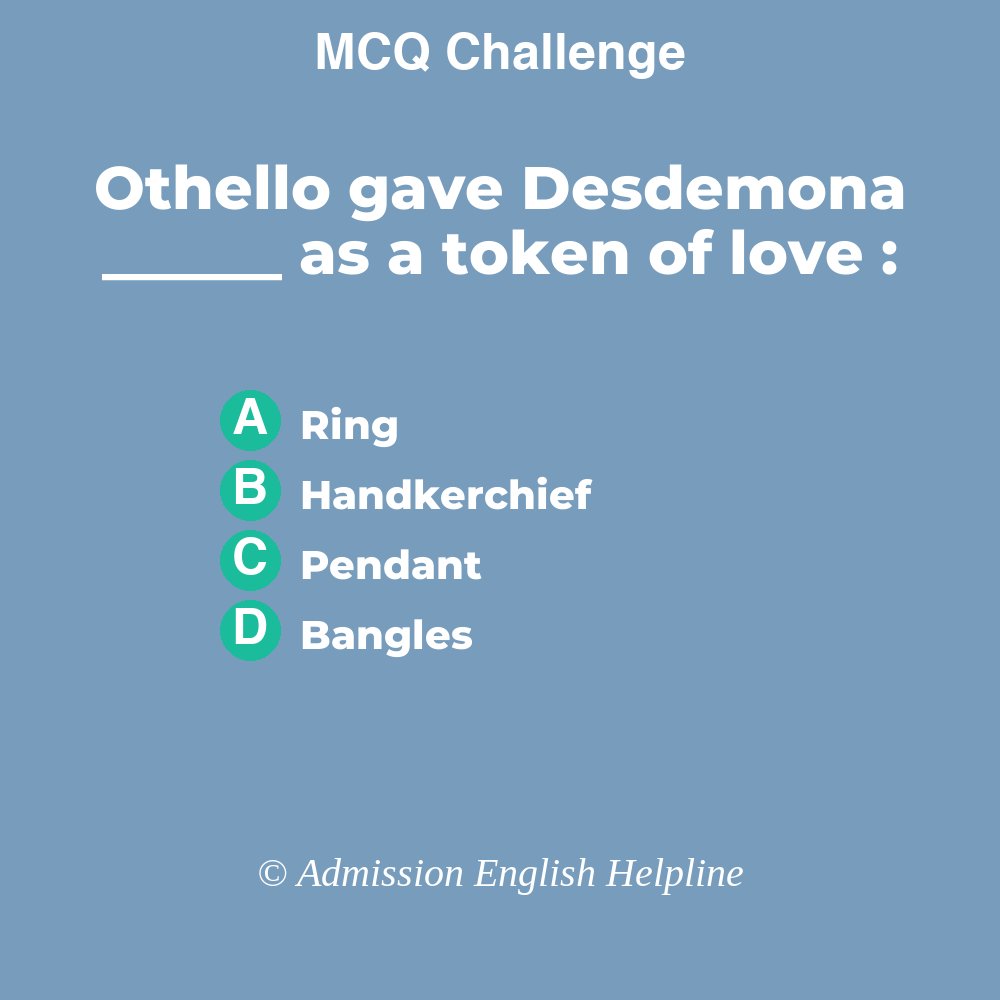 MCQ Challenge
Othello gave Desdemona
______ as a token of love :
A Ring
B Handkerchief
C Pendant
D Bangles
© Admission English Helpline